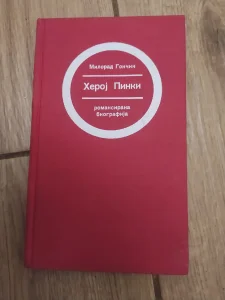 Милорад Гончин
Херој Пинки
романсирана
биографија